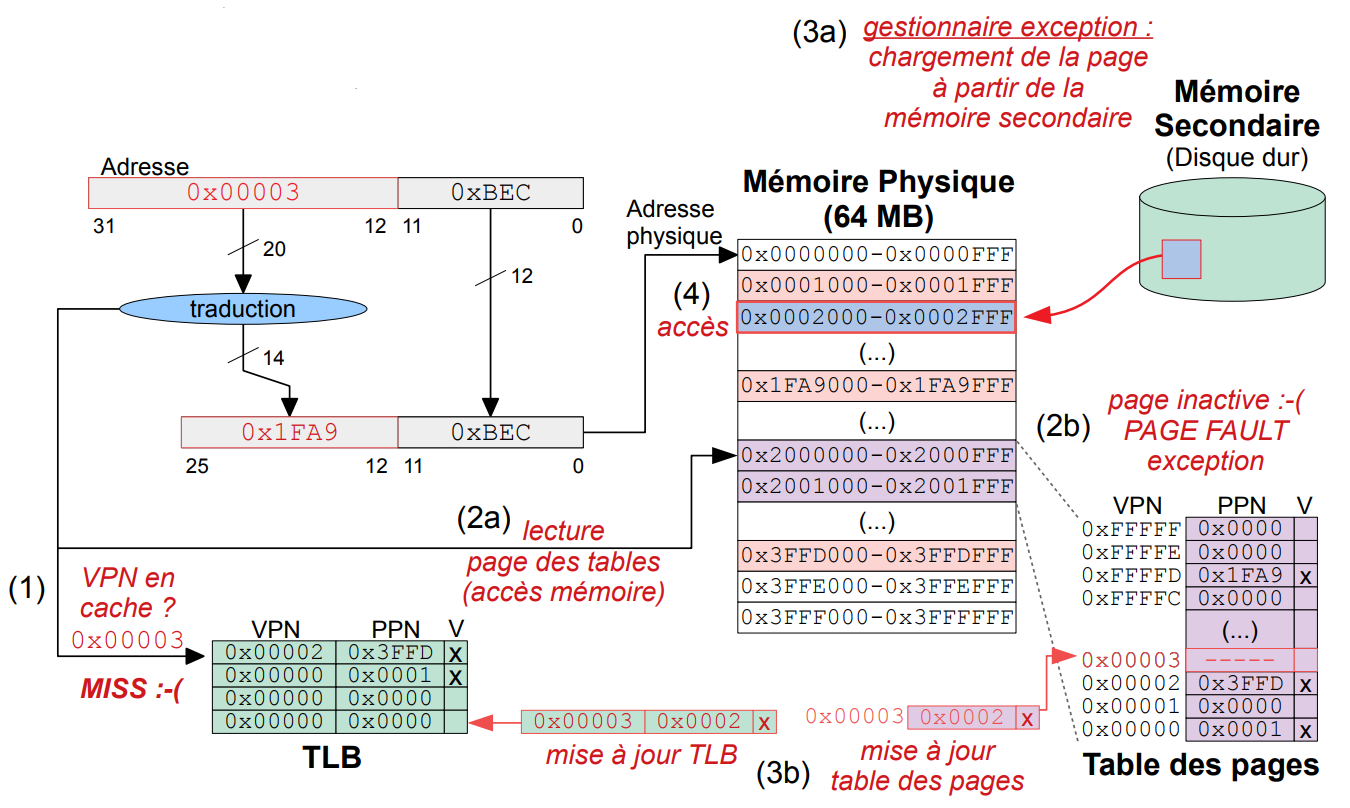 (3a) gestionnaire exception :
chargement de la page
à partir de la
mémoire secondaire
Mémoire
Secondaire
(Disque dur)
Adresse
0x00003 0xBEC
31 12 11 0
20
12
traduction
14
0x1FA9 0xBEC
25 12 11 0
Adresse
physique
(4)
accès
Mémoire Physique
(64 MB)
0x0000000-0x0000FFF
0x0001000-0x0001FFF
0x0002000-0x0002FFF
(...)
0x1FA9000-0x1FA9FFF
(...)
0x2000000-0x2000FFF
0x2001000-0x2001FFF
(...)
0x3FFD000-0x3FFDFFF
0x3FFE000-0x3FFEFFF
0x3FFF000-0x3FFFFFF
(2a) lecture
page des tables
(accès mémoire)
(2b) page inactive :-(
PAGE FAULT
exception
VPN PPN V
0xFFFFF 0x0000
0xFFFFE 0x0000
0xFFFFD 0x1FA9 x
0xFFFFC 0x0000
(...)
0x00003 -----
0x00002 0x3FFD x
0x00001 0x0000
0x00000 0x0001 x
Table des pages
(1)
VPN en
cache ?
0x00003
MISS :-(
VPN PPN V
0x00002 0x3FFD x
0x00000 0x0001 x
0x00000 0x0000
0x00000 0x0000
TLB
0x00003 0x0002 x
mise à jour TLB
(3b)
0x00003 0x0002 x
mise à jour
table des pages